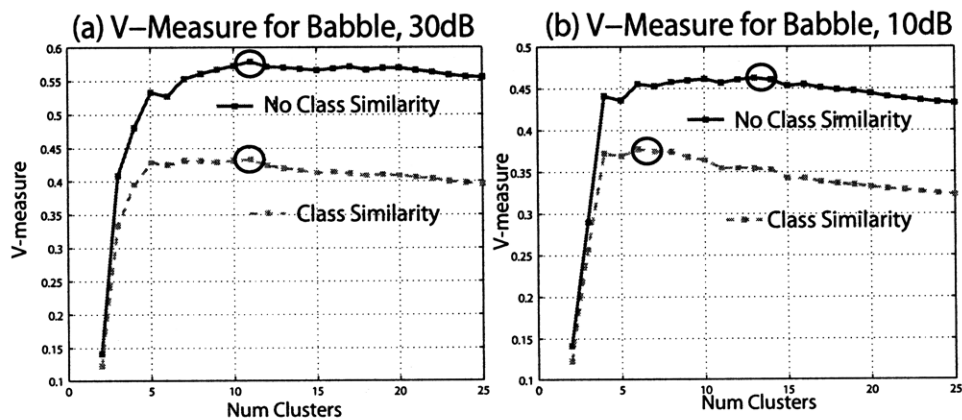 (a) V−Measure for Babble, 30dB
0.6
0.55
0.5
0.45
0.4
0.35
0.3
0.25
0.2
0.15
0.1
V-measure
No Class Similarity
Class Similarity
0 5 10 15 20 25
Num Clusters
(b) V−Measure for Babble, 10dB
0.5
0.45
0.4
0.35
0.3
0.25
0.2
0.15
0.1
V-measure
No Class Similarity
Class Similarity
0 5 10 15 20 25
Num Clusters